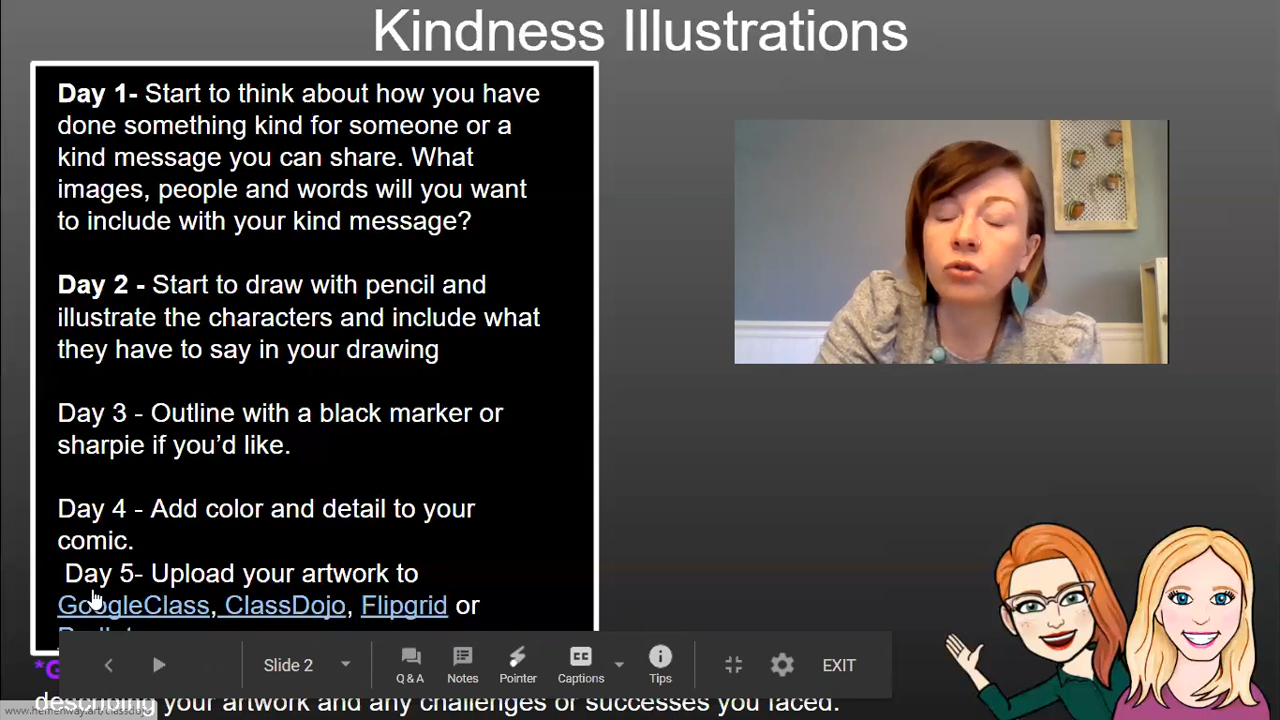 Kindness Illustrations
Day 1- Start to think about how you have
done something kind for someone or a
kind message you can share. What
images, people and words will you want
to include with your kind message?
Day 2 - Start to draw with pencil and
illustrate the characters and include what
they have to say in your drawing
Day 3 - Outline with a black marker or
sharpie if you’d like.
Day 4 - Add color and detail to your
comic.
Day 5- Upload your artwork to
GoogleClass, ClassDojo, Flipgrid or
Slide 2
Q & A
Notes
Pointer
CC
Captions
Tips
EXIT
describing your artwork and any challenges or successes you faced.